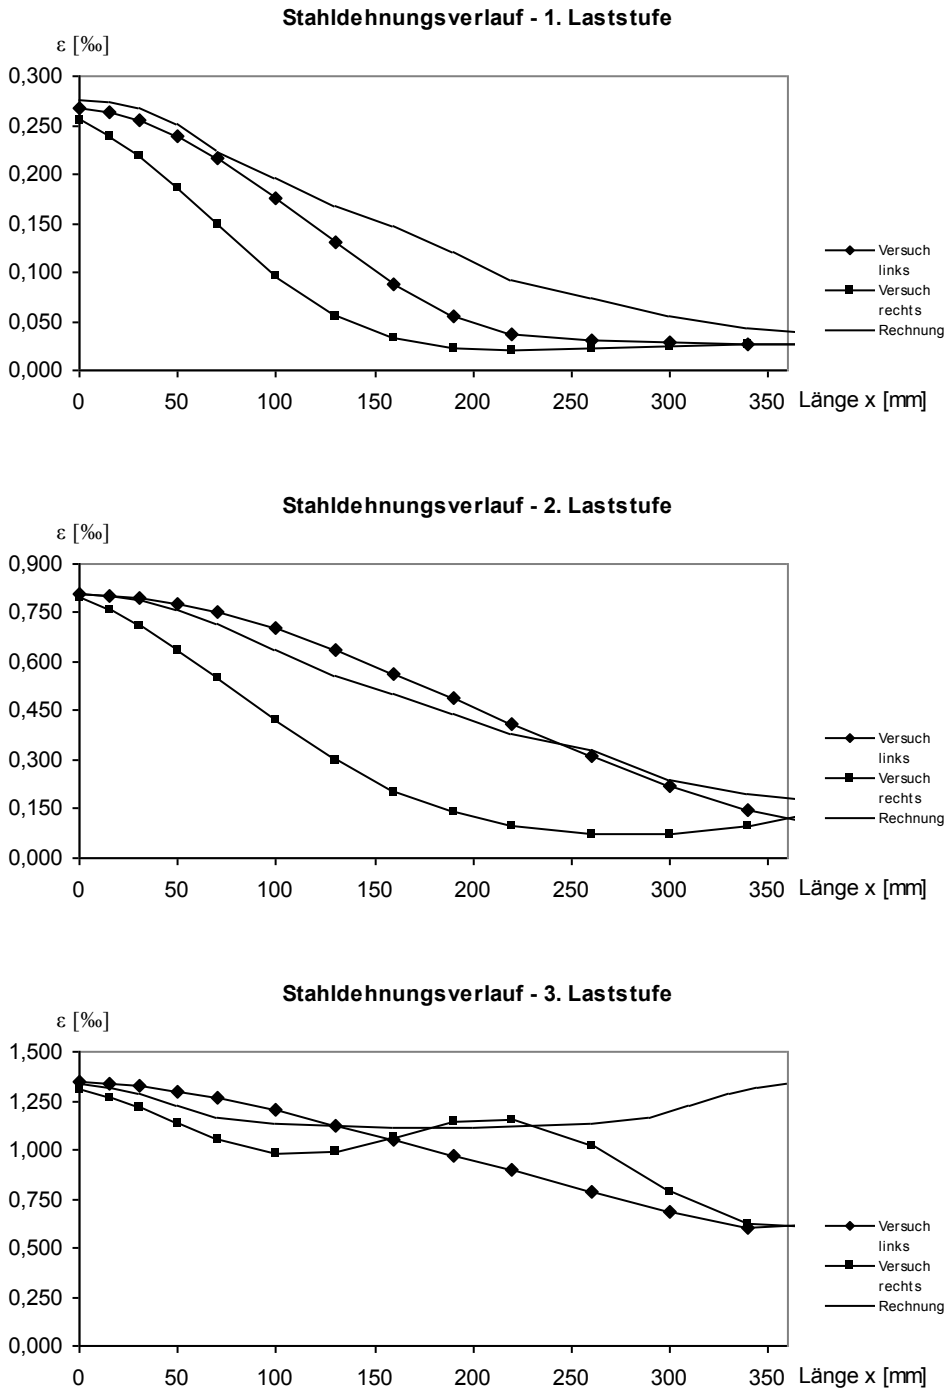 Stahldehnungsverlauf - 1. Laststufe
ε [‰]
0,300
0,250
0,200
0,150
0,100
0,050
0,000
0 50 100 150 200 250 300 350 Länge x [mm]
Versuch
links
Versuch
rechts
Rechnung
Stahldehnungsverlauf - 2. Laststufe
ε [‰]
0,900
0,750
0,600
0,450
0,300
0,150
0,000
0 50 100 150 200 250 300 350 Länge x [mm]
Versuch
links
Versuch
rechts
Rechnung
Stahldehnungsverlauf - 3. Laststufe
ε [‰]
1,500
1,250
1,000
0,750
0,500
0,250
0,000
0 50 100 150 200 250 300 350 Länge x [mm]
Versuch
links
Versuch
rechts
Rechnung